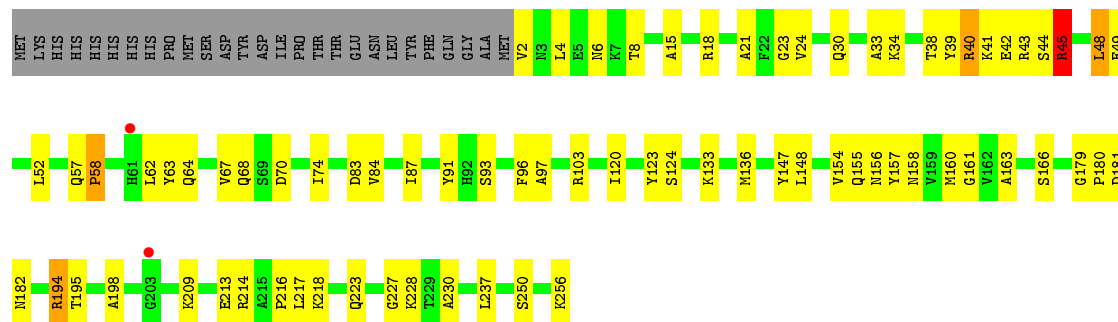 MET LYS HIS HIS HIS HIS HIS HIS HIS PRO MET SER ASP TYR ASP ILE PRO THR THR GLU ASN LEU TYR PHE GLN GLY ALA MET V2 N3 L4 E5 N6 K7 T8 A15 R18 A21 F22 G23 V24 Q30 A33 K34 T38 Y39 R40 K41 E42 R43 S44 R45 L48 E49
L52 Q57 P58 H61 L62 Y63 Q64 V67 Q68 S69 D70 I74 D83 V84 I87 Y91 H92 S93 F96 A97 R103 I120 Y123 S124 K133 M136 Y147 L148 V154 Q155 N156 Y157 N158 V159 M160 G161 V162 A163 S166 G179 P180 D181
N182 R194 T195 A198 G203 K209 E213 R214 A215 P216 L217 K218 Q223 G227 K228 T229 A230 L237 S250 K256